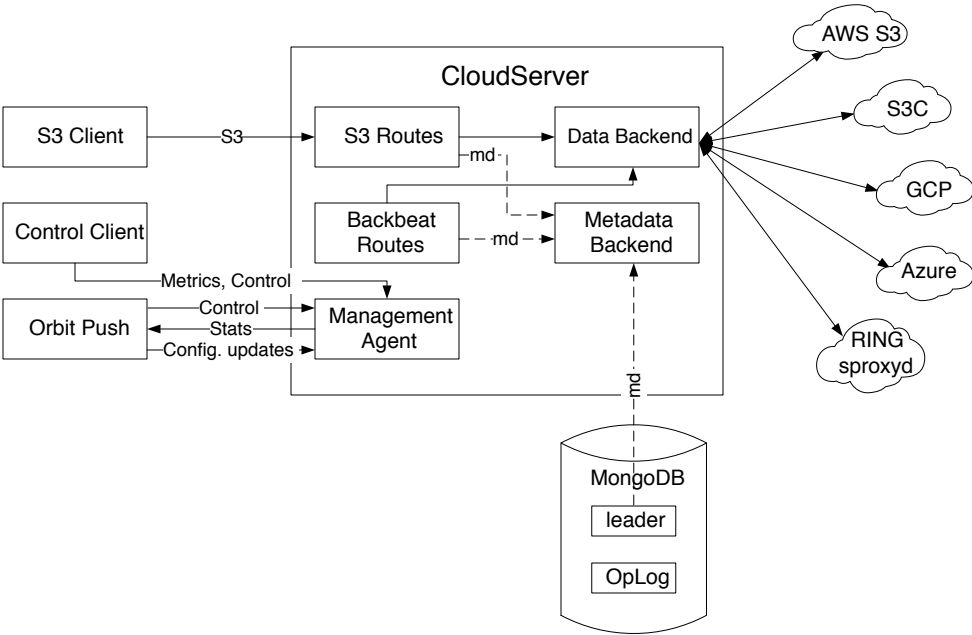 AWS S3
CloudServer
S3C
S3 Client
S3
S3 Routes
Data Backend
md
GCP
Control Client
Backbeat
Routes
md
Metadata
Backend
Azure
Metrics, Control
Orbit Push
Control
Stats
Config. updates
Management
Agent
RING
sproxyd
md
MongoDB
leader
OpLog